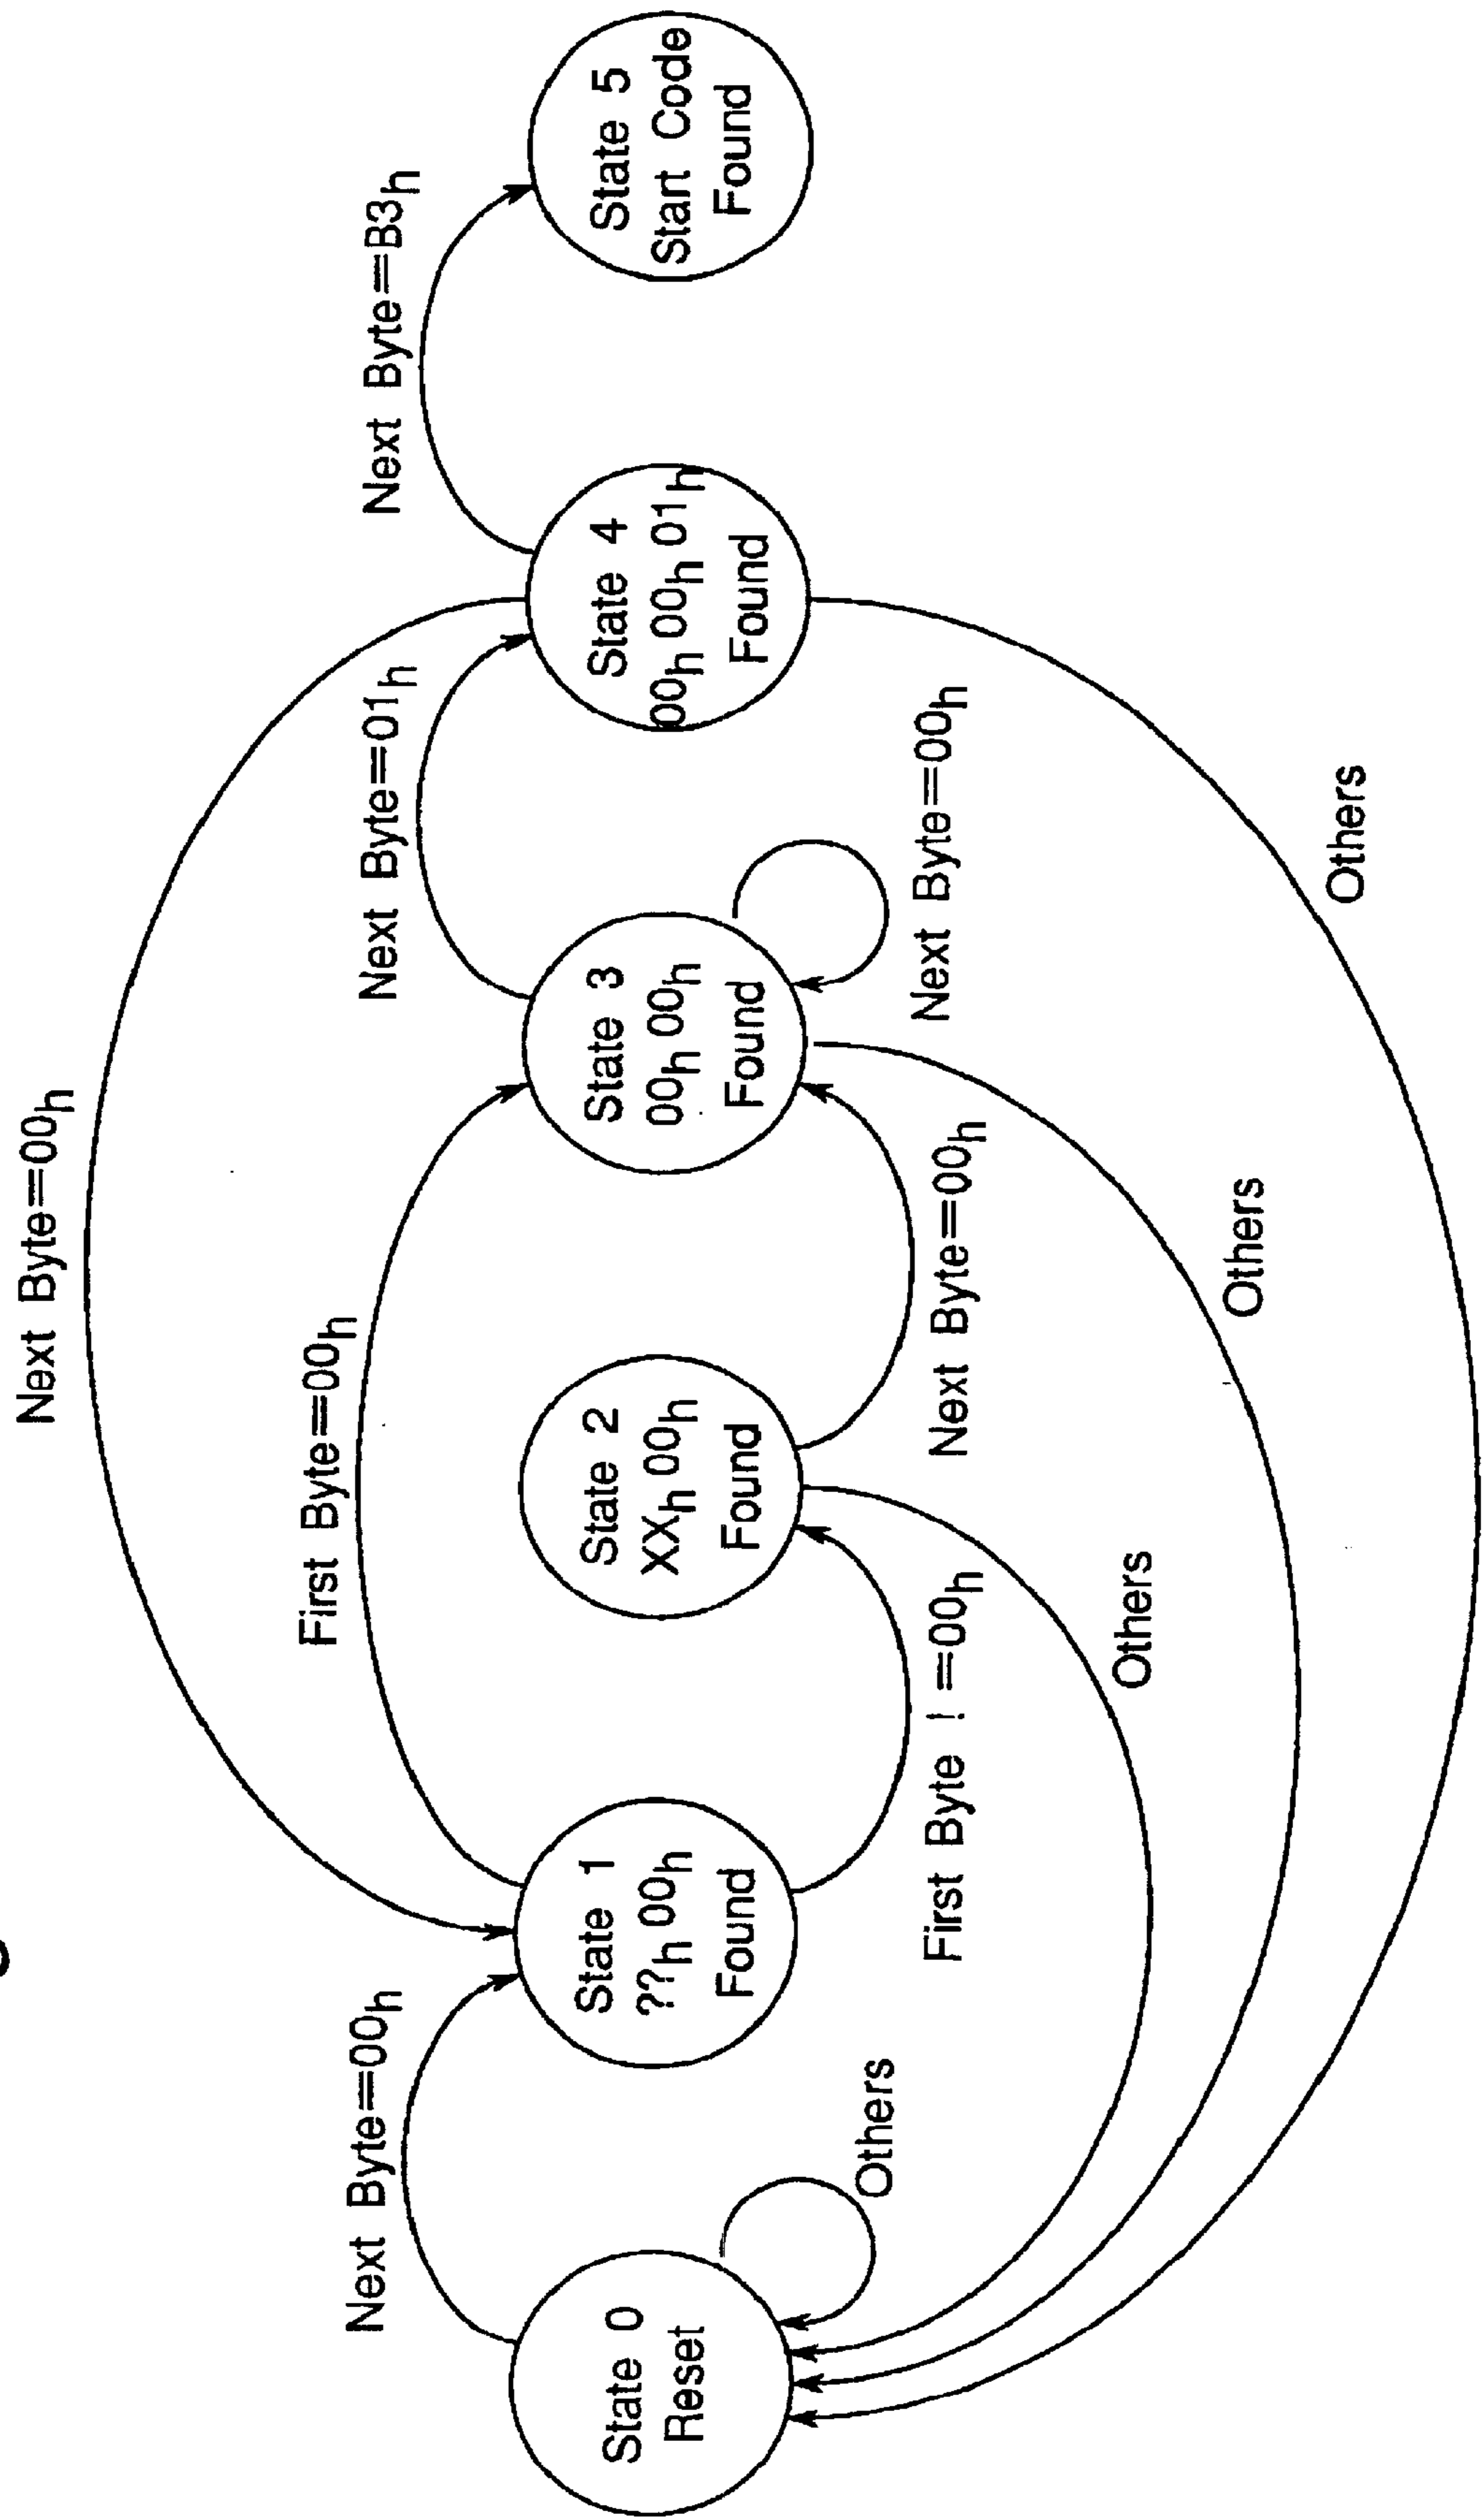 Next Byte=00h
First Byte=00h
Next Byte=00h
Next Byte=01h
Next Byte=B3h
State 0
Reset
State 1
??h 00h
Found
State 2
XXh 00h
Found
State 3
00h 00h
Found
State 4
00h 00h 01h
Found
State 5
Start Code
Found
Others
First Byte ! =00h
Next Byte=00h
Next Byte=00h
Others
Others
Others